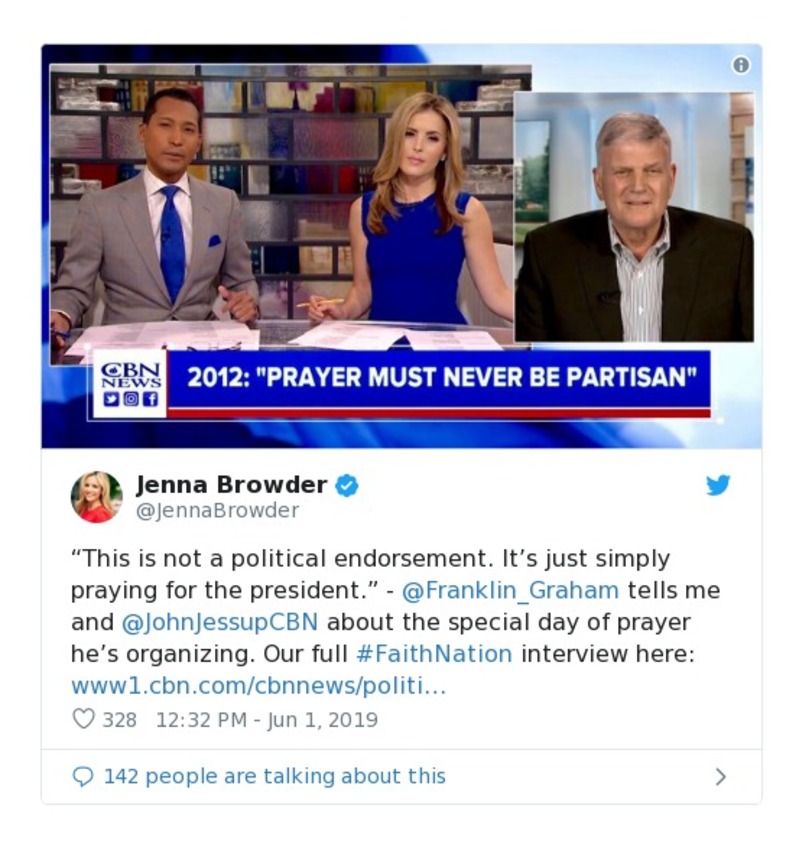 CBN
NEWS
2012: "PRAYER MUST NEVER BE PARTISAN"
Jenna Browder
@JennaBrowder
“This is not a political endorsement. It’s just simply
praying for the president.” - @Franklin_Graham tells me
and @JohnJessupCBN about the special day of prayer
he’s organizing. Our full #FaithNation interview here:
www1.cbn.com/cbnnews/politi…
328 12:32 PM - Jun 1, 2019
142 people are talking about this